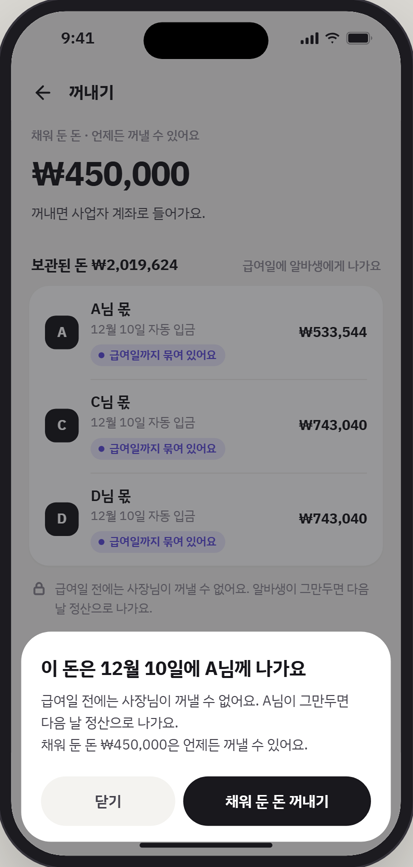 9:41
꺼내기
채워 둔 돈 · 언제든 꺼낼 수 있어요
₩450,000
꺼내면 사업자 계좌로 들어가요.
보관된 돈 ₩2,019,624
급여일에 알바생에게 나가요
A님 몫
A
12월 10일 자동 입금
₩533,544
급여일까지 묶여 있어요
C님 몫
C
12월 10일 자동 입금
₩743,040
급여일까지 묶여 있어요
D님 몫
D
12월 10일 자동 입금
₩743,040
급여일까지 묶여 있어요
급여일 전에는 사장님이 꺼낼 수 없어요. 알바생이 그만두면 다음
날 정산으로 나가요.
이 돈은 12월 10일에 A님께 나가요
급여일 전에는 사장님이 꺼낼 수 없어요. A님이 그만두면
다음 날 정산으로 나가요.
채워 둔 돈 ₩450,000은 언제든 꺼낼 수 있어요.
닫기
채워 둔 돈 꺼내기